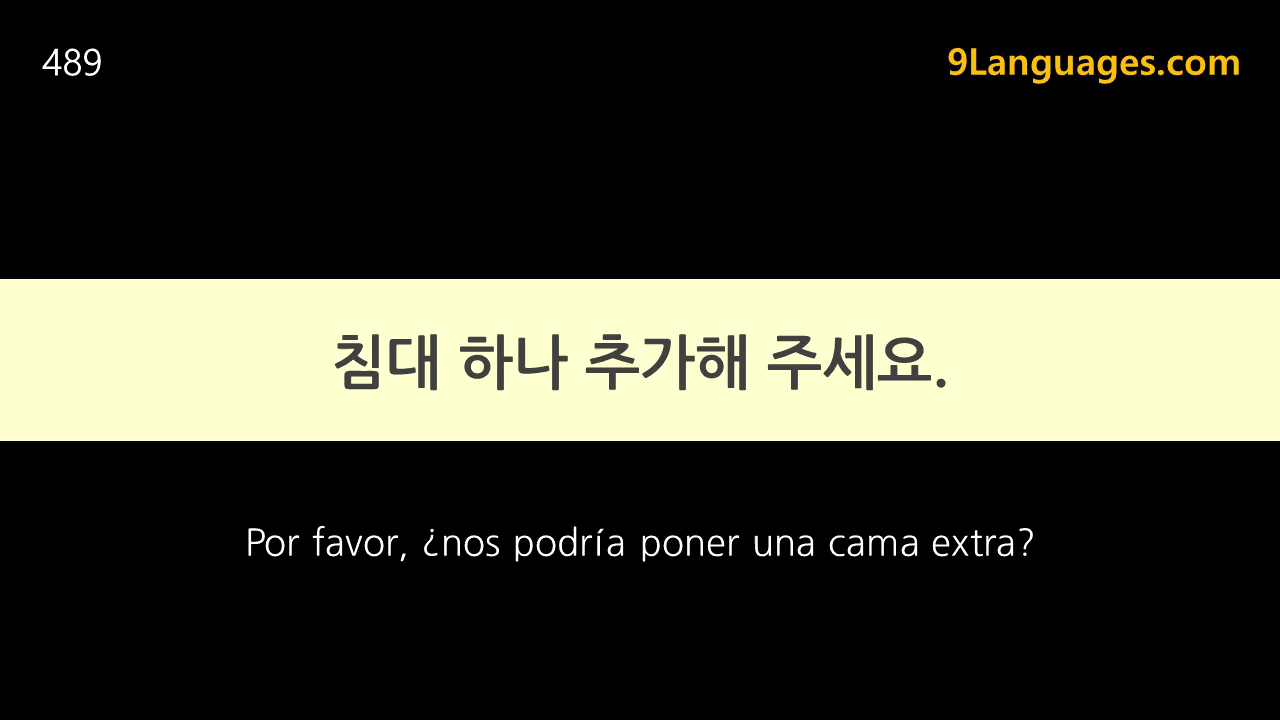 489
9Languages.com
침대 하나 추가해 주세요.
Por favor, ¿nos podría poner una cama extra?